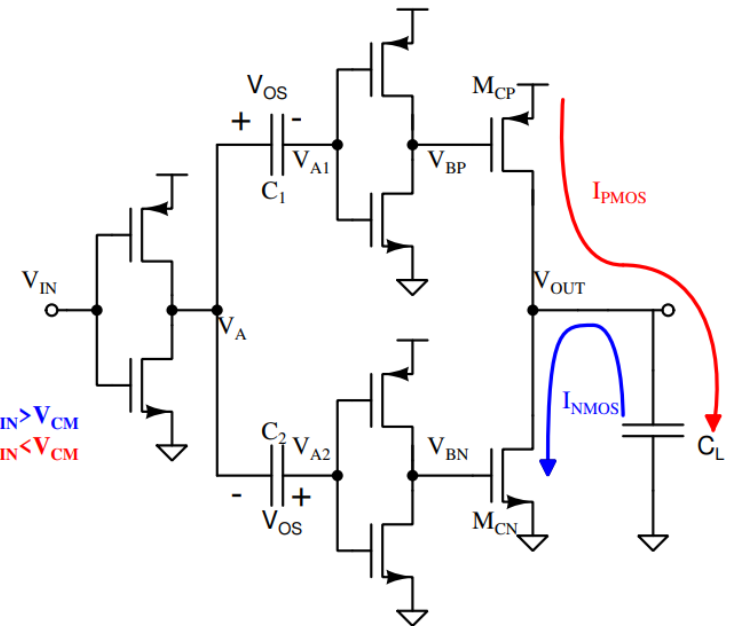 M_CP
V_OS
+ -
V_A1
V_BP
C_1
I_PMOS
V_IN
V_OUT
V_A
I_NMOS
IN>V_CM
IN<V_CM
C_2
V_A2
V_BN
C_L
- +
V_OS
M_CN